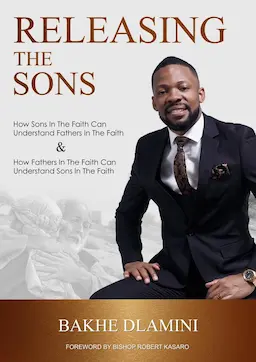 RELEASING
THE
SONS
How Sons In The Faith Can
Understand Fathers In The Faith
&
How Fathers In The Faith Can
Understand Sons In The Faith
BAKHE DLAMINI
FOREWORD BY BISHOP ROBERT KASARO